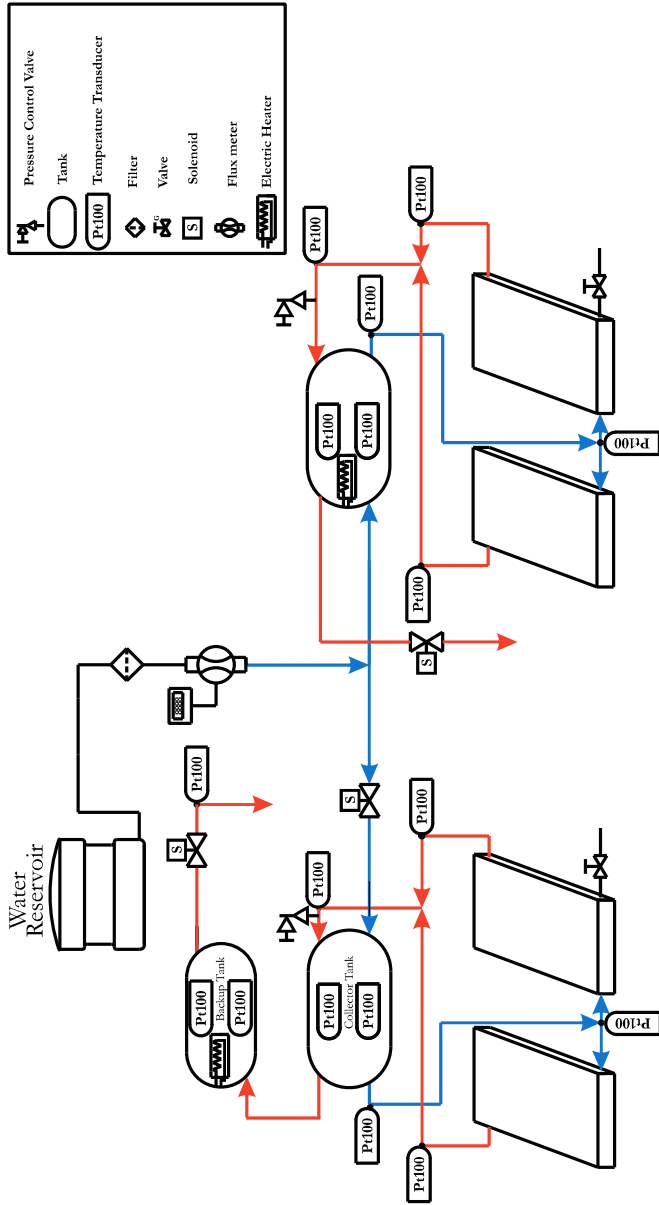 Water
Reservoir
Pressure Control Valve
Tank
Pt100 Temperature Transducer
Filter
G Valve
S Solenoid
Flux meter
Electric Heater
S
Pt100
Pt100
Backup Tank
Pt100
Pt100
Pt100
Collector Tank
Pt100
S
Pt100
Pt100
Pt100
Pt100
Pt100
Pt100
Pt100
Pt100
S
Pt100
Pt100
Pt100
Pt100